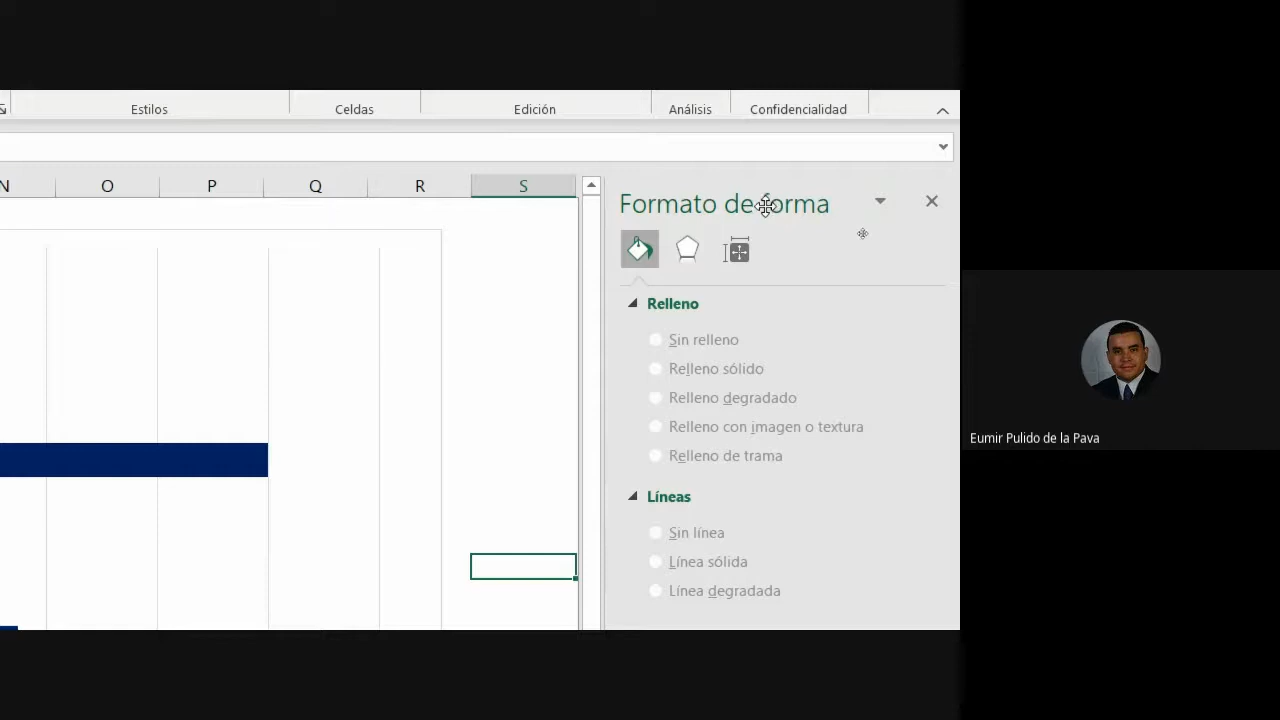 Estilos
Celdas
Edición
Análisis
Confidencialidad
N
O
P
Q
R
S
Formato de forma
Relleno
Sin relleno
Relleno sólido
Relleno degradado
Relleno con imagen o textura
Relleno de trama
Líneas
Sin línea
Línea sólida
Línea degradada
Eumir Pulido de la Pava